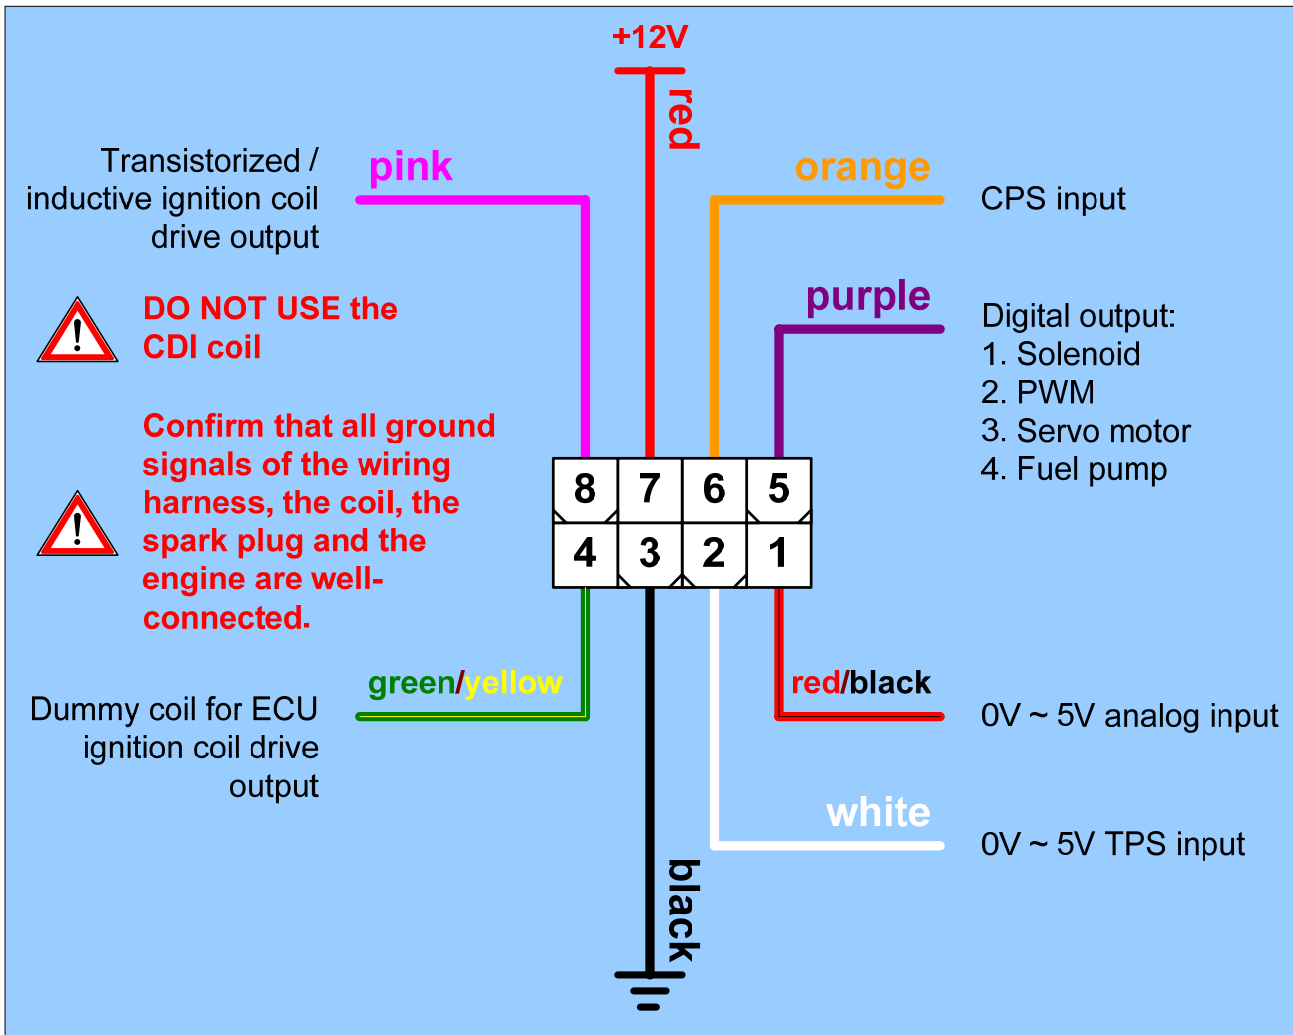 +12V
red
Transistorized /
inductive ignition coil
drive output
pink
orange
CPS input
DO NOT USE the
CDI coil
purple
Digital output:
1. Solenoid
2. PWM
3. Servo motor
4. Fuel pump
Confirm that all ground
signals of the wiring
harness, the coil, the
spark plug and the
engine are well-
connected.
8 7 6 5
4 3 2 1
green/yellow
Dummy coil for ECU
ignition coil drive
output
red/black
0V ~ 5V analog input
white
0V ~ 5V TPS input
black